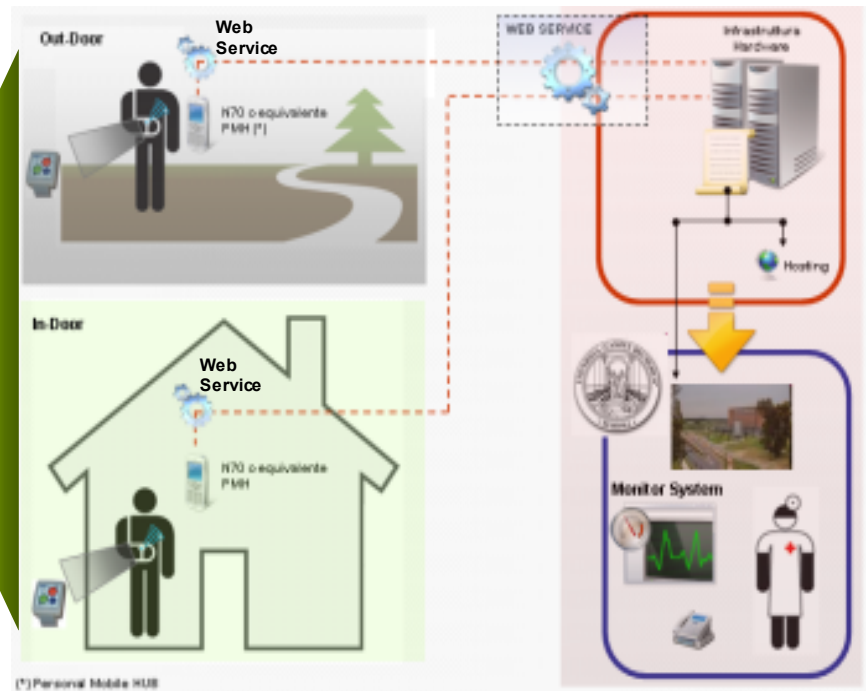 Out-Door
Web
Service
N70 o equivalente
PMH (*)
WEB SERVICE
Infrastruttura
Hardware
Hosting
In-Door
Web
Service
N70 o equivalente
PMH
Monitor System
(*) Personal Mobile HUB